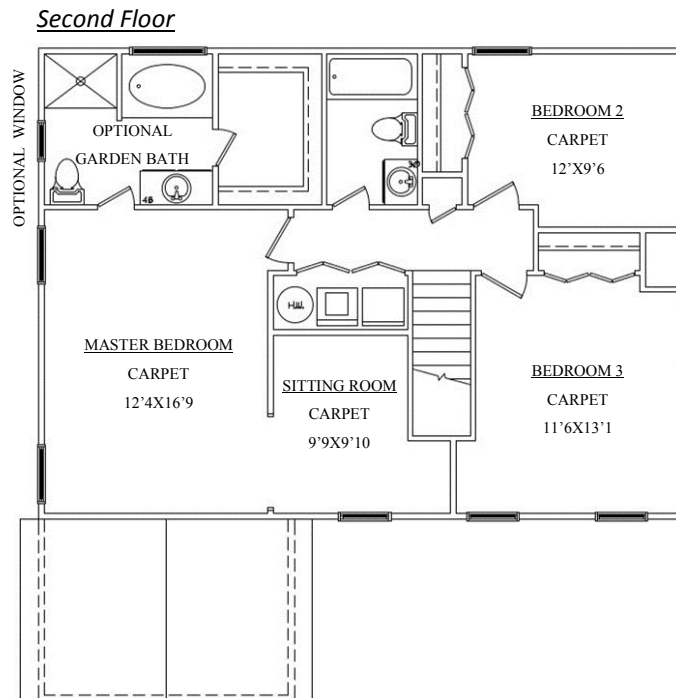 Second Floor
OPTIONAL WINDOW
OPTIONAL
GARDEN BATH
48
30
BEDROOM 2
CARPET
12’X9’6
H.W.
MASTER BEDROOM
CARPET
12’4X16’9
SITTING ROOM
CARPET
9’9X9’10
BEDROOM 3
CARPET
11’6X13’1